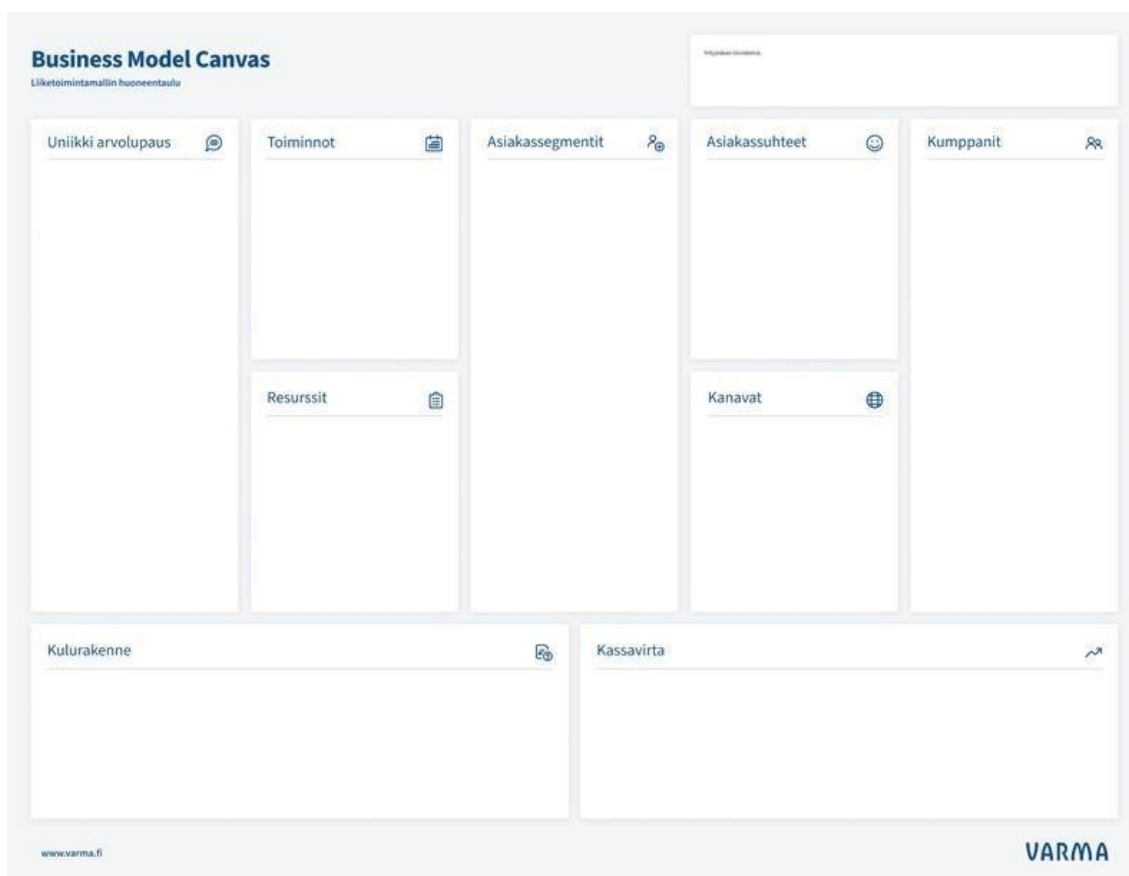 Business Model Canvas
Liiketoimintamallin huoneentaulu
Uniikki arvolupaus
Toiminnot
Asiakassegmentit
Asiakassuhteet
Kumppanit
Resurssit
Kanavat
Kulurakenne
Kassavirta
www.varma.fi
VARMA